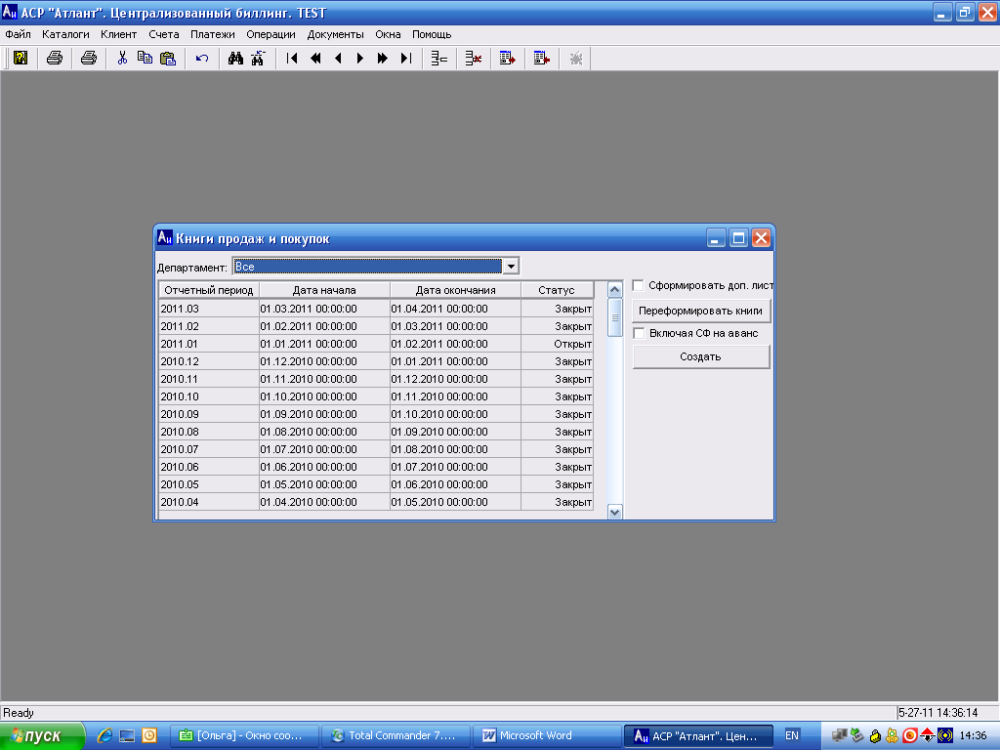 АСР "Атлант". Централизованный биллинг. TEST
Файл Каталоги Клиент Счета Платежи Операции Документы Окна Помощь
Книги продаж и покупок
Департамент: Все
Отчетный период Дата начала Дата окончания Статус
2011.03 01.03.2011 00:00:00 01.04.2011 00:00:00 Закрыт
2011.02 01.02.2011 00:00:00 01.03.2011 00:00:00 Закрыт
2011.01 01.01.2011 00:00:00 01.02.2011 00:00:00 Открыт
2010.12 01.12.2010 00:00:00 01.01.2011 00:00:00 Закрыт
2010.11 01.11.2010 00:00:00 01.12.2010 00:00:00 Закрыт
2010.10 01.10.2010 00:00:00 01.11.2010 00:00:00 Закрыт
2010.09 01.09.2010 00:00:00 01.10.2010 00:00:00 Закрыт
2010.08 01.08.2010 00:00:00 01.09.2010 00:00:00 Закрыт
2010.07 01.07.2010 00:00:00 01.08.2010 00:00:00 Закрыт
2010.06 01.06.2010 00:00:00 01.07.2010 00:00:00 Закрыт
2010.05 01.05.2010 00:00:00 01.06.2010 00:00:00 Закрыт
2010.04 01.04.2010 00:00:00 01.05.2010 00:00:00 Закрыт
Сформировать доп. лист
Переформировать книги
Включая СФ на аванс
Создать
Ready 5-27-11 14:36:14
пуск [Ольга] - Окно соо... Total Commander 7.... Microsoft Word АСР "Атлант". Цен... EN 14:36